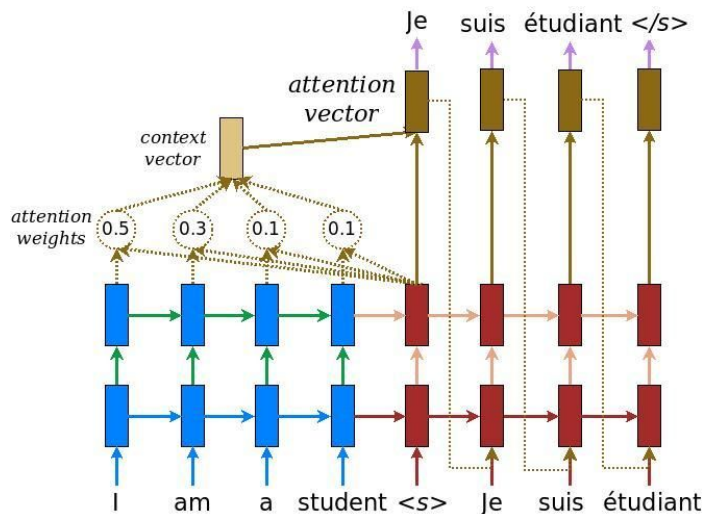 Je suis étudiant </s>
attention
vector
context
vector
attention
weights
0.5 0.3 0.1 0.1
I am a student <s> Je suis étudiant